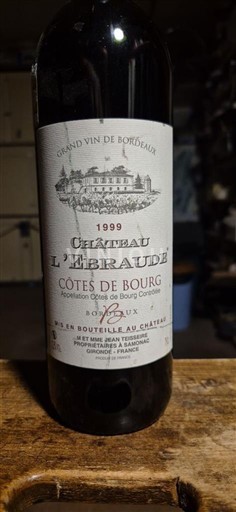 GRAND VIN DE BORDEAUX
1999
CHÂTEAU
L'EBRAUDE
CÔTES DE BOURG
Appellation Côtes de Bourg Contrôlée
BORDEAUX
MIS EN BOUTEILLE AU CHÂTEAU
M ET MME JEAN TEISSEIRE
PROPRIÉTAIRES À SAMONAC
GIRONDE - FRANCE